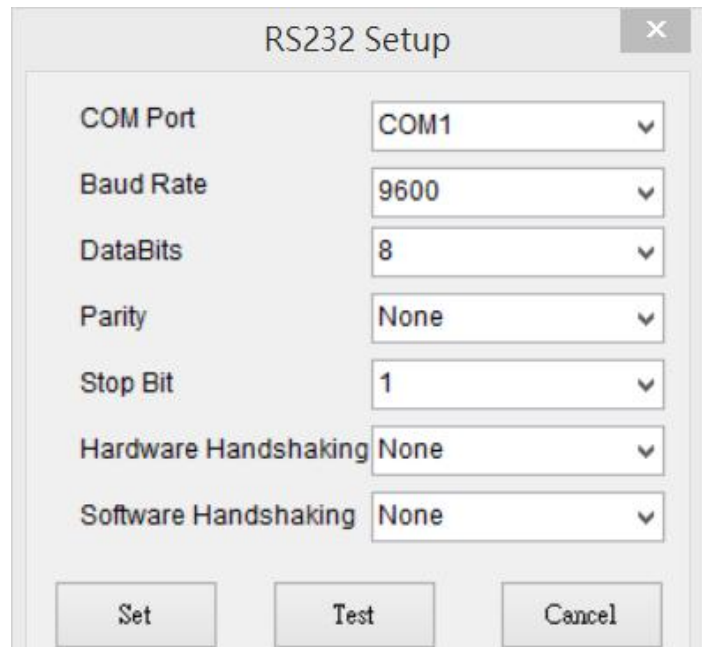 RS232 Setup
COM Port COM1
Baud Rate 9600
DataBits 8
Parity None
Stop Bit 1
Hardware Handshaking None
Software Handshaking None
Set Test Cancel